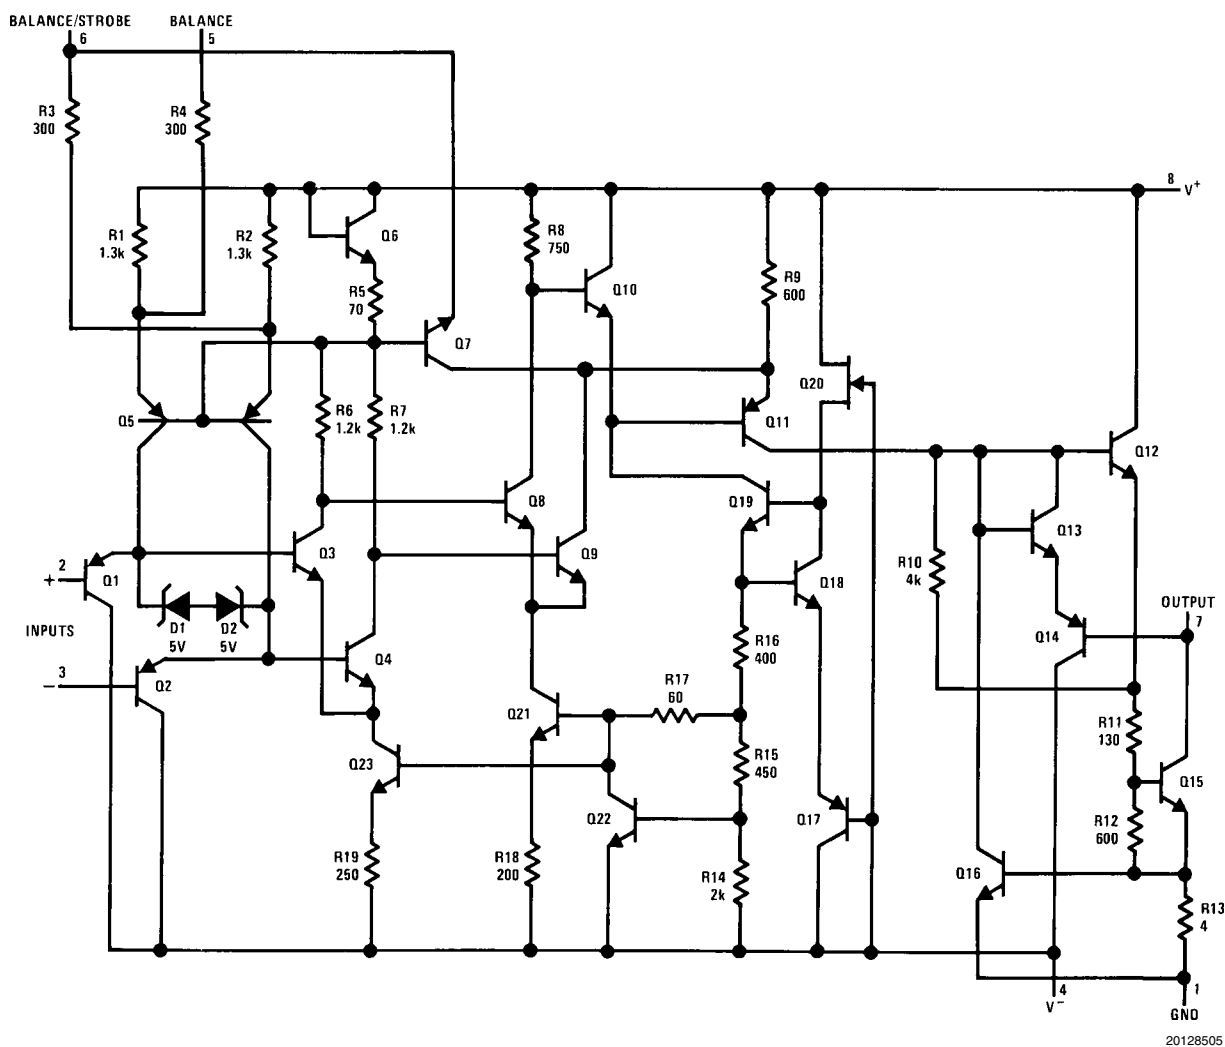 BALANCE/STROBE
6
BALANCE
5
R3
300
R4
300
8
V+
R1
1.3k
R2
1.3k
Q6
R5
70
R8
750
Q10
R9
600
Q7
Q20
Q5
R6
1.2k
R7
1.2k
Q11
Q12
Q8
Q19
Q3
Q9
Q13
2
+
Q1
Q18
R10
4k
INPUTS
D1
5V
D2
5V
OUTPUT
7
Q14
R16
400
Q4
3
−
Q2
R17
60
Q21
R11
130
Q23
R15
450
Q15
Q22
Q17
R12
600
R19
250
R18
200
R14
2k
Q16
R13
4
4
V−
1
GND
20128505